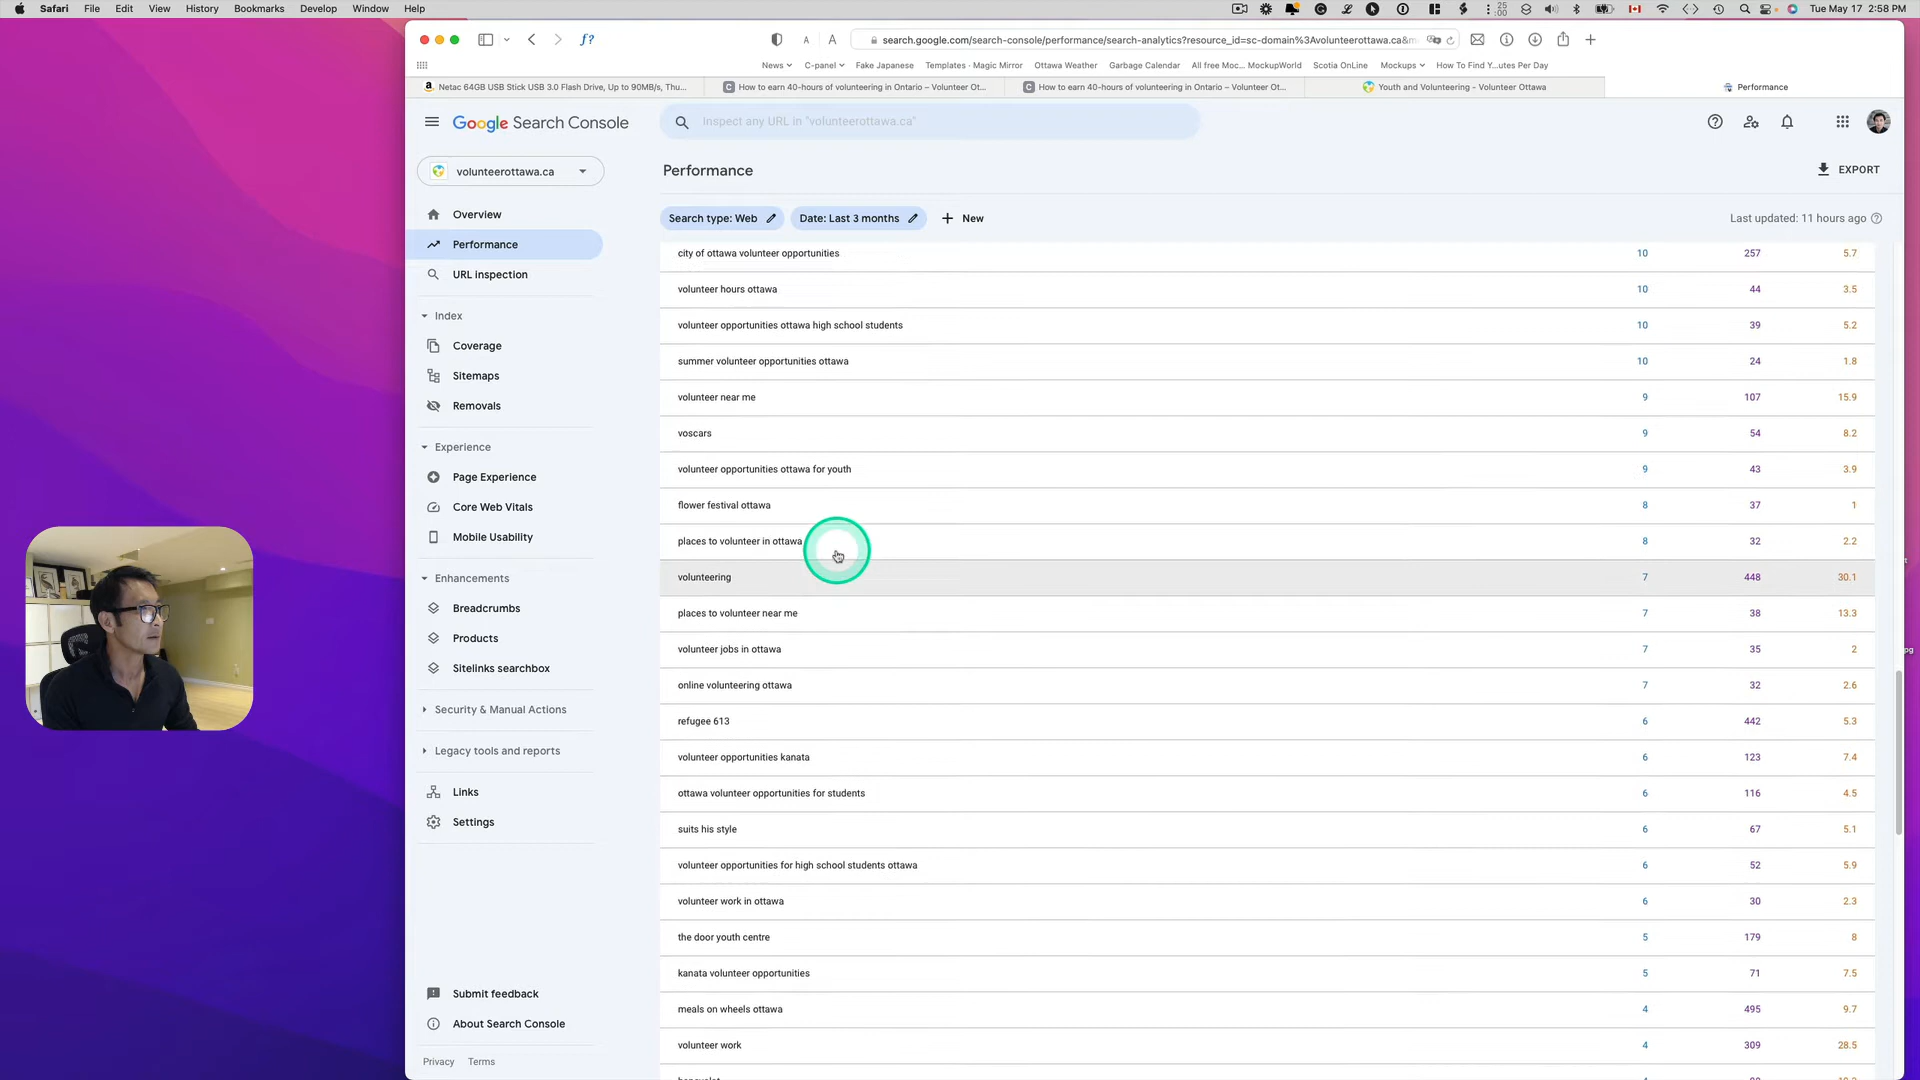 Safari File Edit View History Bookmarks Develop Window Help 25 :00 Tue May 17 2:58 PM
f? A A search.google.com/search-console/performance/search-analytics?resource_id=sc-domain%3Avolunteerottawa.ca&m
News C-panel Fake Japanese Templates - Magic Mirror Ottawa Weather Garbage Calendar All free Moc... MockupWorld Scotia OnLine Mockups How To Find Y...utes Per Day
Netac 64GB USB Stick USB 3.0 Flash Drive, Up to 90MB/s, Thu... How to earn 40-hours of volunteering in Ontario – Volunteer Ot... How to earn 40-hours of volunteering in Ontario – Volunteer Ot... Youth and Volunteering - Volunteer Ottawa Performance
Google Search Console
Inspect any URL in "volunteerottawa.ca"
volunteerottawa.ca
Performance
EXPORT
Search type: Web Date: Last 3 months New Last updated: 11 hours ago
Overview
Performance
URL inspection
Index
Coverage
Sitemaps
Removals
Experience
Page Experience
Core Web Vitals
Mobile Usability
Enhancements
Breadcrumbs
Products
Sitelinks searchbox
Security & Manual Actions
Legacy tools and reports
Links
Settings
Submit feedback
About Search Console
Privacy Terms
city of ottawa volunteer opportunities 10 257 5.7
volunteer hours ottawa 10 44 3.5
volunteer opportunities ottawa high school students 10 39 5.2
summer volunteer opportunities ottawa 10 24 1.8
volunteer near me 9 107 15.9
voscars 9 54 8.2
volunteer opportunities ottawa for youth 9 43 3.9
flower festival ottawa 8 37 1
places to volunteer in ottawa 8 32 2.2
volunteering 7 448 30.1
places to volunteer near me 7 38 13.3
volunteer jobs in ottawa 7 35 2
online volunteering ottawa 7 32 2.6
refugee 613 6 442 5.3
volunteer opportunities kanata 6 123 7.4
ottawa volunteer opportunities for students 6 116 4.5
suits his style 6 67 5.1
volunteer opportunities for high school students ottawa 6 52 5.9
volunteer work in ottawa 6 30 2.3
the door youth centre 5 179 8
kanata volunteer opportunities 5 71 7.5
meals on wheels ottawa 4 495 9.7
volunteer work 4 309 28.5